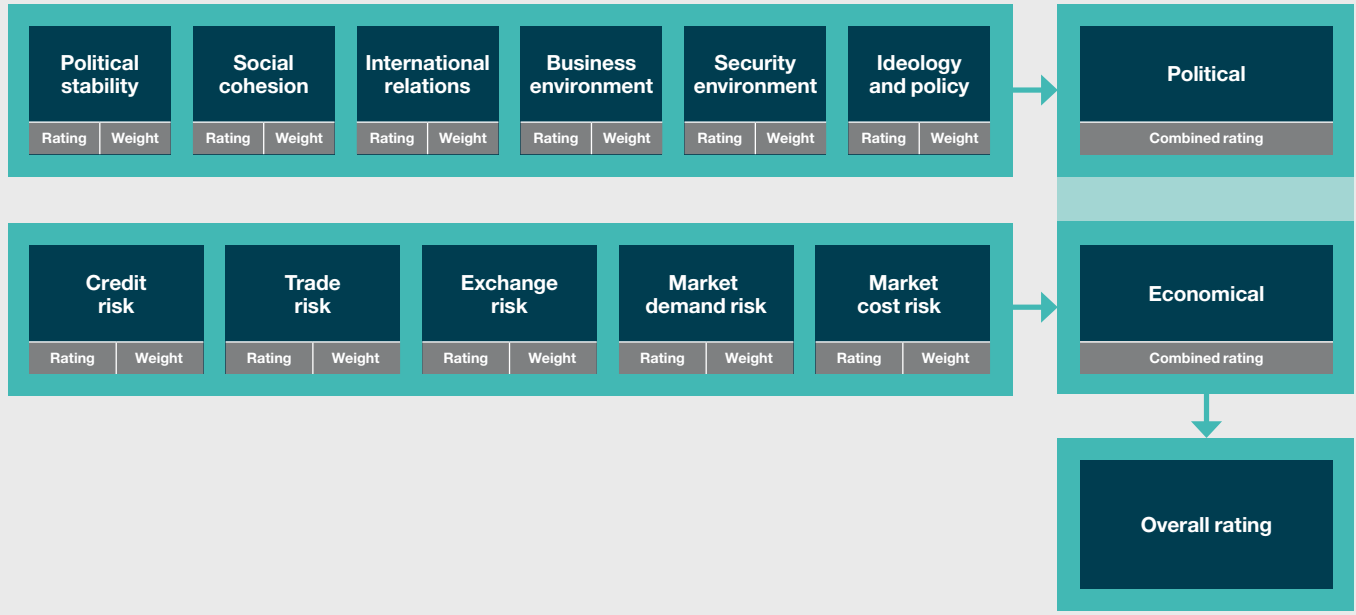 Political
stability
Rating Weight
Social
cohesion
Rating Weight
International
relations
Rating Weight
Business
environment
Rating Weight
Security
environment
Rating Weight
Ideology
and policy
Rating Weight
Political
Combined rating
Credit
risk
Rating Weight
Trade
risk
Rating Weight
Exchange
risk
Rating Weight
Market
demand risk
Rating Weight
Market
cost risk
Rating Weight
Economical
Combined rating
Overall rating